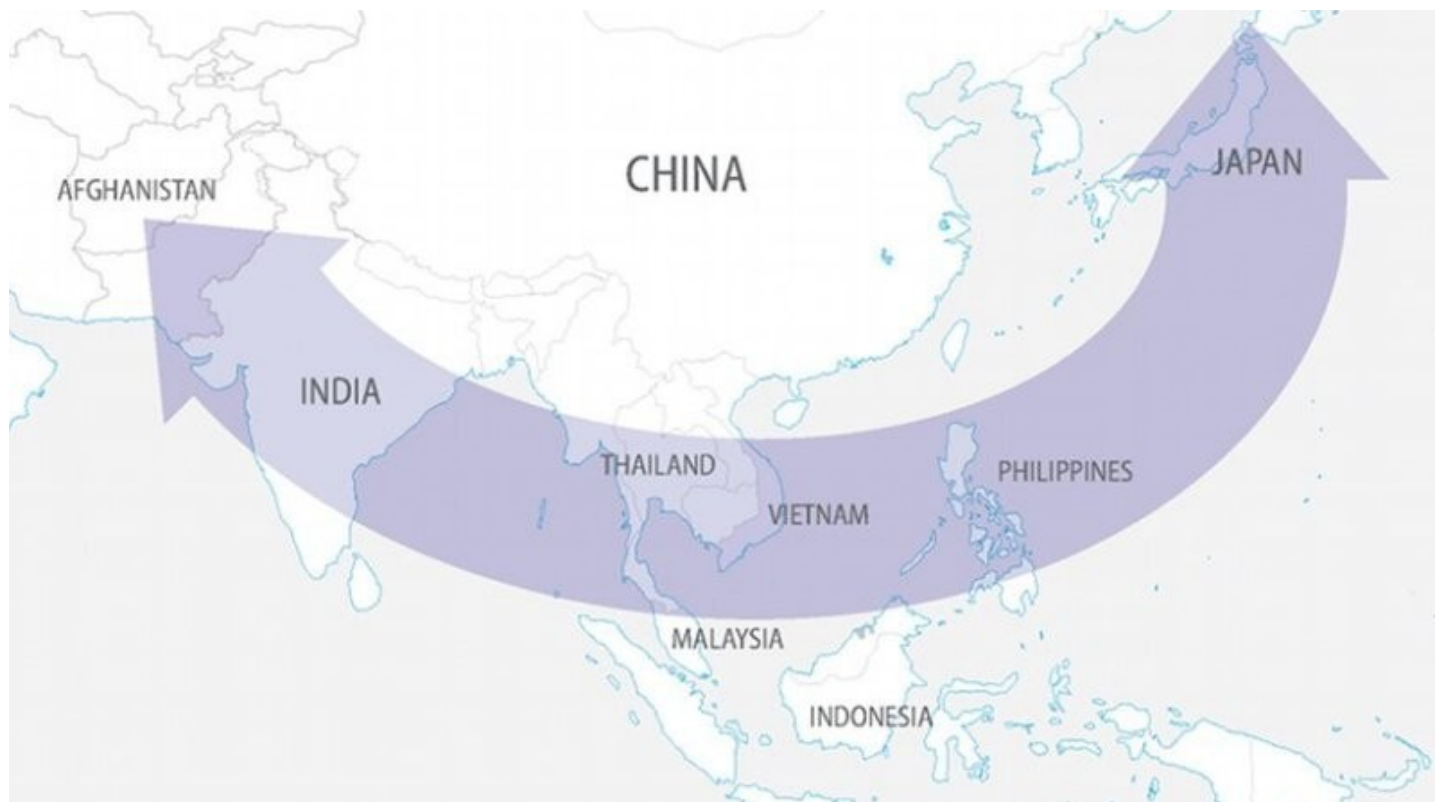 CHINA
JAPAN
AFGHANISTAN
INDIA
THAILAND
PHILIPPINES
VIETNAM
MALAYSIA
INDONESIA